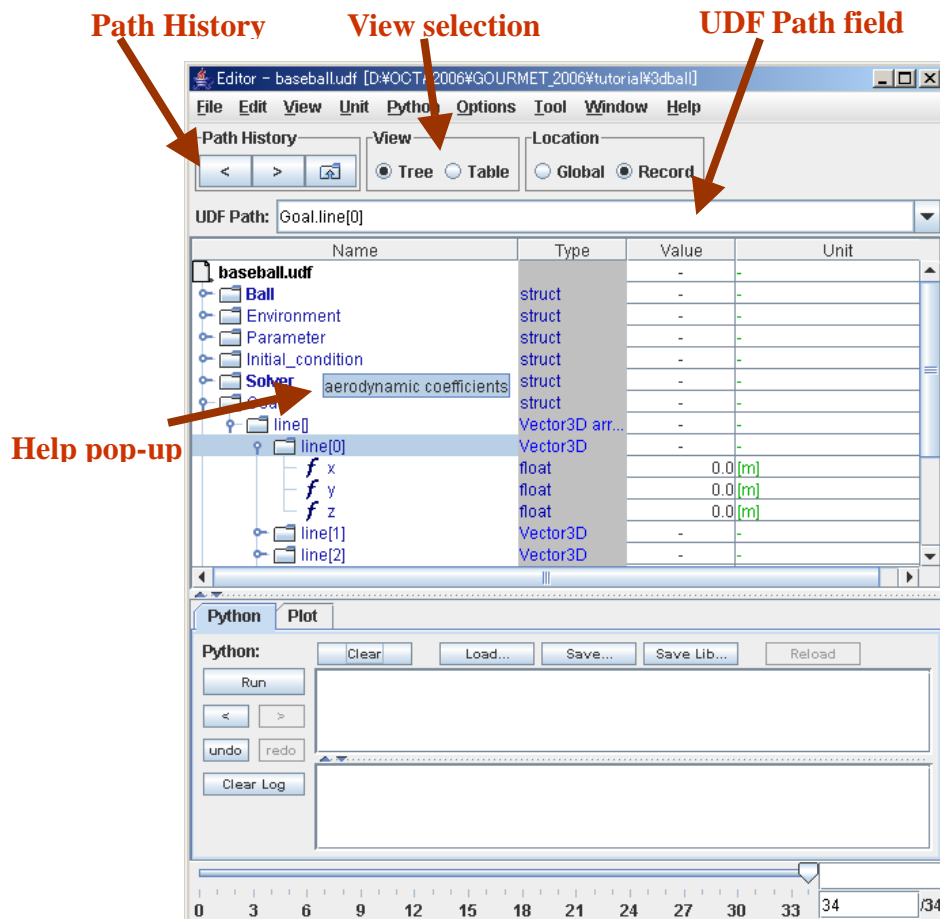 Path History View selection UDF Path field
Editor - baseball.udf [D:¥OCTA2006¥GOURMET_2006¥tutorial¥3dball]
File Edit View Unit Python Options Tool Window Help
Path History View Location
< > Tree Table Global Record
UDF Path: Goal.line[0]
Name Type Value Unit
baseball.udf - -
Ball struct - -
Environment struct - -
Parameter struct - -
Initial_condition struct - -
Solver aerodynamic coefficients struct - -
Goal struct - -
line[] Vector3D arr... - -
Help pop-up line[0] Vector3D - -
f x float 0.0 [m]
f y float 0.0 [m]
f z float 0.0 [m]
line[1] Vector3D - -
line[2] Vector3D - -
Python Plot
Python: Clear Load... Save... Save Lib... Reload
Run
< >
undo redo
Clear Log
0 3 6 9 12 15 18 21 24 27 30 33 34 /34